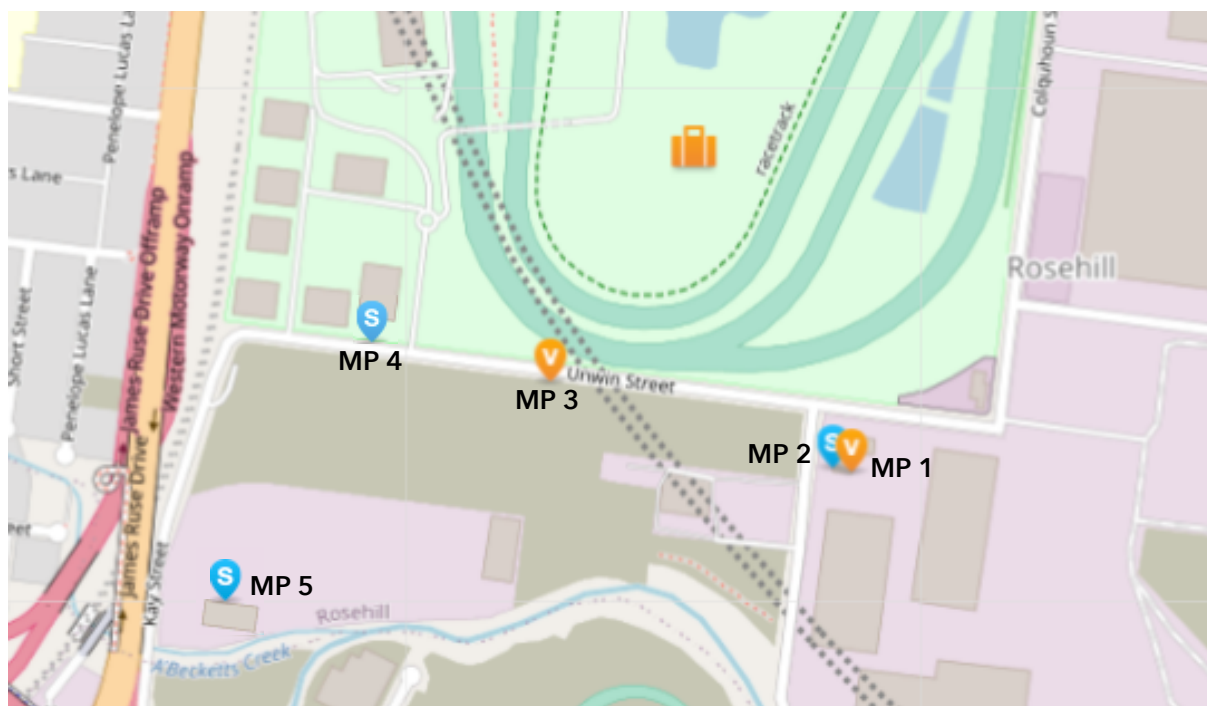 Penelope Lucas La
Colquhoun S
s Lane
racetrack
James Ruse Drive Offramp
Western Motorway Onramp
Rosehill
Short Street
Penelope Lucas Lane
S
MP 4
V
MP 3
Unwin Street
MP 2
S
V
MP 1
James Ruse Drive
Kay Street
eet
S
MP 5
Rosehill
A'Becketts Creek